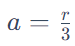 a = r/3